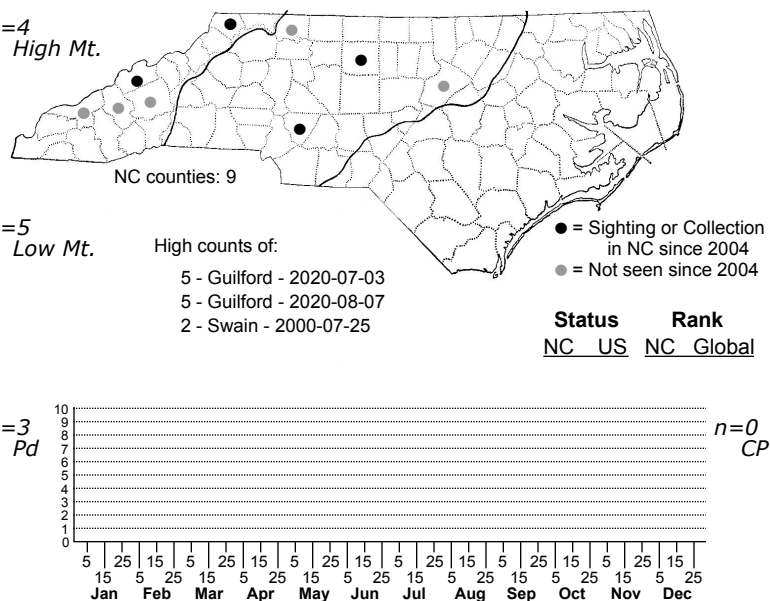 =4
High Mt.
NC counties: 9
=5
Low Mt.
High counts of:
5 - Guilford - 2020-07-03
5 - Guilford - 2020-08-07
2 - Swain - 2000-07-25
= Sighting or Collection
in NC since 2004
= Not seen since 2004
Status Rank
NC US NC Global
=3
Pd
n=0
CP
10
9
8
7
6
5
4
3
2
1
0
5 25 15 5 25 15 5 25 15 5 25 15 5 25 15 5 25 15
15 5 25 15 5 25 15 5 25 15 5 25 15 5 25 15 5 25
Jan Feb Mar Apr May Jun Jul Aug Sep Oct Nov Dec